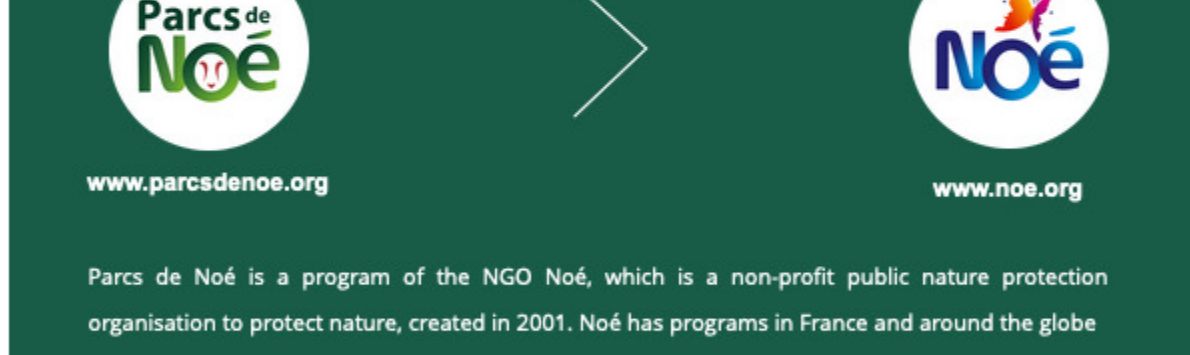 Parcs de
Noé
Noé
www.parcsdenoe.org
www.noe.org
Parcs de Noé is a program of the NGO Noé, which is a non-profit public nature protection
organisation to protect nature, created in 2001. Noé has programs in France and around the globe